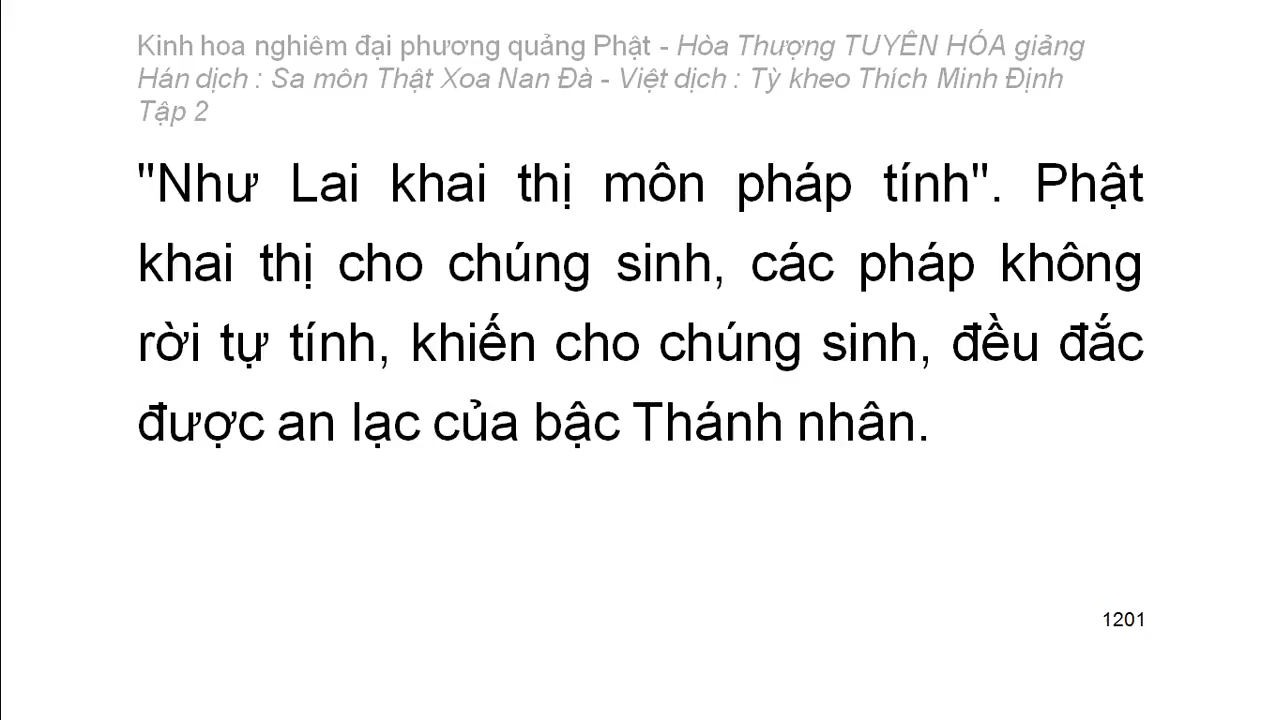 Kinh hoa nghiêm đại phương quảng Phật - Hòa Thượng TUYÊN HÓA giảng
Hán dịch : Sa môn Thật Xoa Nan Đà - Việt dịch : Tỳ kheo Thích Minh Định
Tập 2
"Như Lai khai thị môn pháp tính". Phật
khai thị cho chúng sinh, các pháp không
rời tự tính, khiến cho chúng sinh, đều đắc
được an lạc của bậc Thánh nhân.
1201